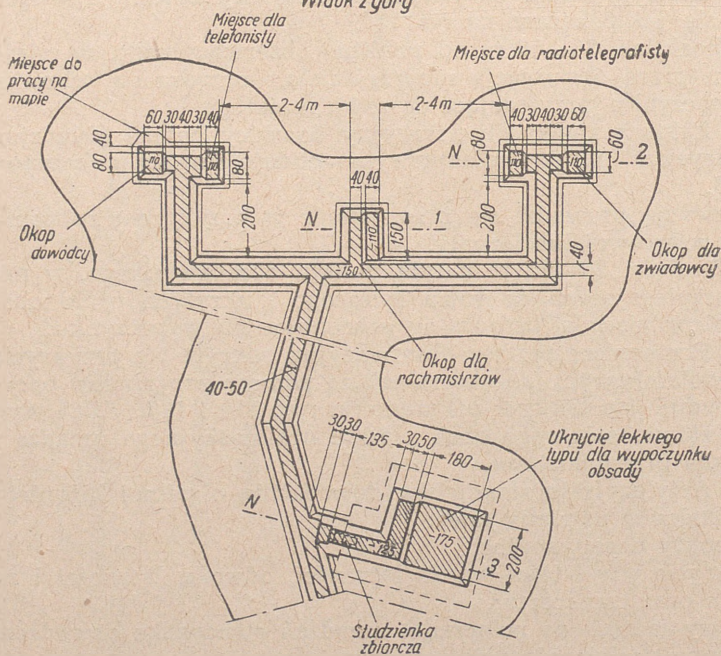 Widok z góry
Miejsce dla
telefonisty
Miejsce do
pracy na
mapie
Miejsce dla radiotelegrafisty
2-4 m
2-4 m
60 30 40 30 40
40
80
80
200
40 40
N
1
110
150
30 40 30 60
80
N
2
60
200
40
Okop
dowódcy
Okop dla
zwiadowcy
-150
Okop dla
rachmistrzów
40-50
30 30
135
30 50
180
Ukrycie lekkiego
typu dla wypoczynku
obsady
N
-125
-175
3
200
Studzienka
zbiorcza